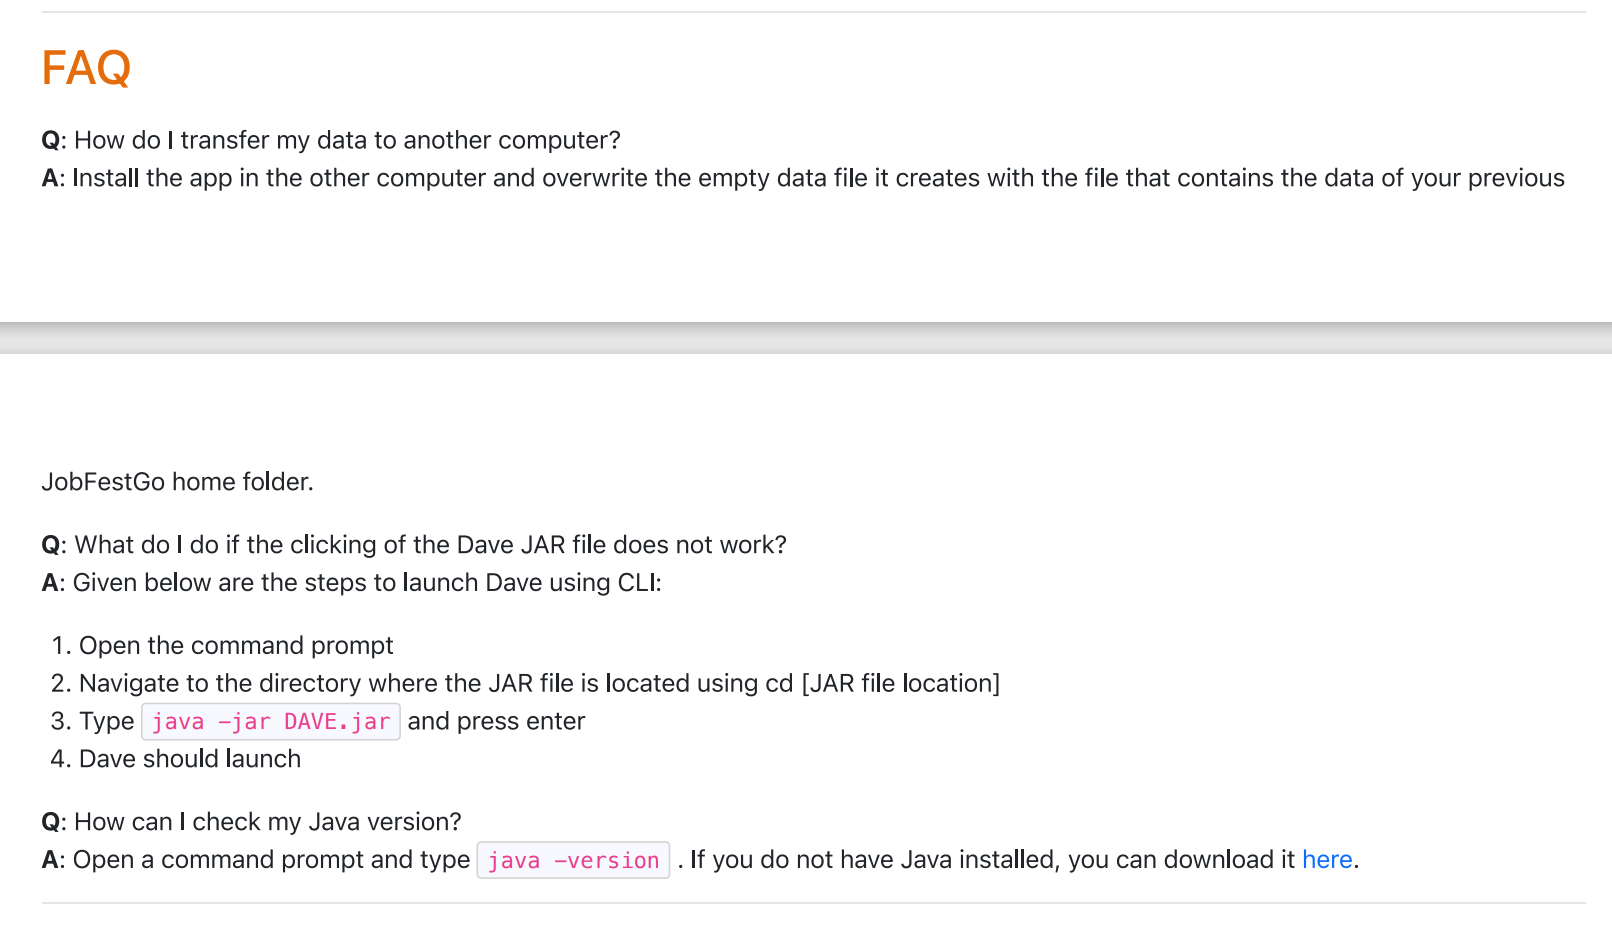 FAQ
Q: How do I transfer my data to another computer?
A: Install the app in the other computer and overwrite the empty data file it creates with the file that contains the data of your previous
JobFestGo home folder.
Q: What do I do if the clicking of the Dave JAR file does not work?
A: Given below are the steps to launch Dave using CLI:
1. Open the command prompt
2. Navigate to the directory where the JAR file is located using cd [JAR file location]
3. Type java -jar DAVE.jar and press enter
4. Dave should launch
Q: How can I check my Java version?
A: Open a command prompt and type java -version . If you do not have Java installed, you can download it here.